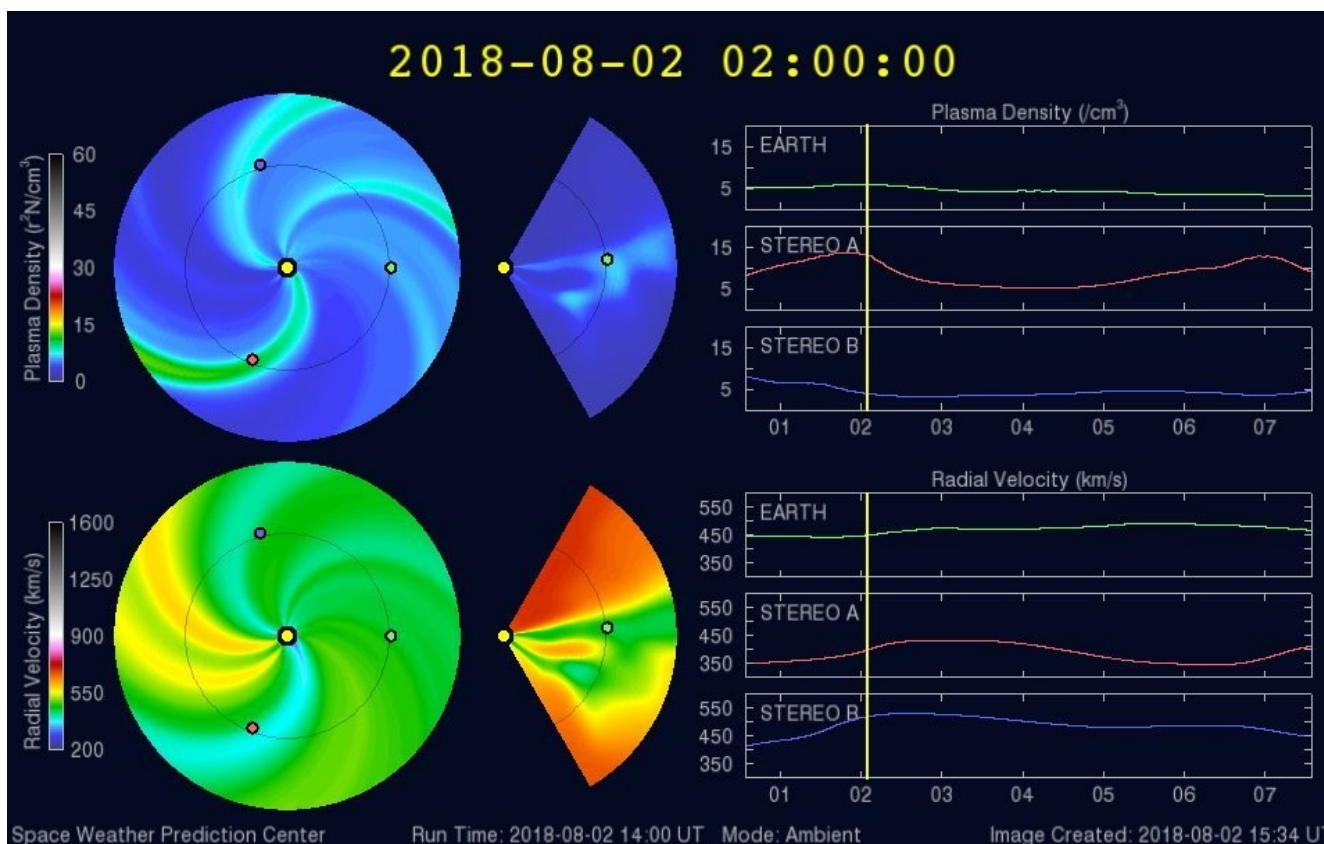 2018-08-02 02:00:00
Plasma Density (r²N/cm³)
60
45
30
15
0
Plasma Density (/cm³)
15
5
EARTH
15
5
STEREO A
15
5
STEREO B
01 02 03 04 05 06 07
Radial Velocity (km/s)
1600
1250
900
550
200
Radial Velocity (km/s)
550
450
350
EARTH
550
450
350
STEREO A
550
450
350
STEREO B
01 02 03 04 05 06 07
Space Weather Prediction Center Run Time: 2018-08-02 14:00 UT Mode: Ambient Image Created: 2018-08-02 15:34 UT